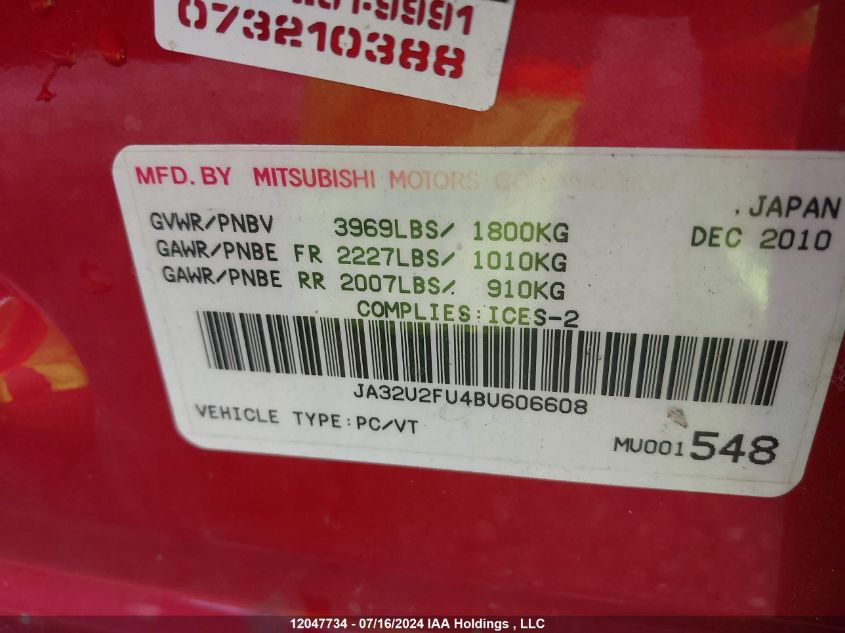 073210388
MFD. BY MITSUBISHI MOTORS
, JAPAN
GVWR/PNBV 3969LBS/ 1800KG
DEC 2010
GAWR/PNBE FR 2227LBS/ 1010KG
GAWR/PNBE RR 2007LBS/ 910KG
COMPLIES:ICES-2
JA32U2FU4BU606608
VEHICLE TYPE:PC/VT
MU001548
12047734 - 07/16/2024 IAA Holdings , LLC